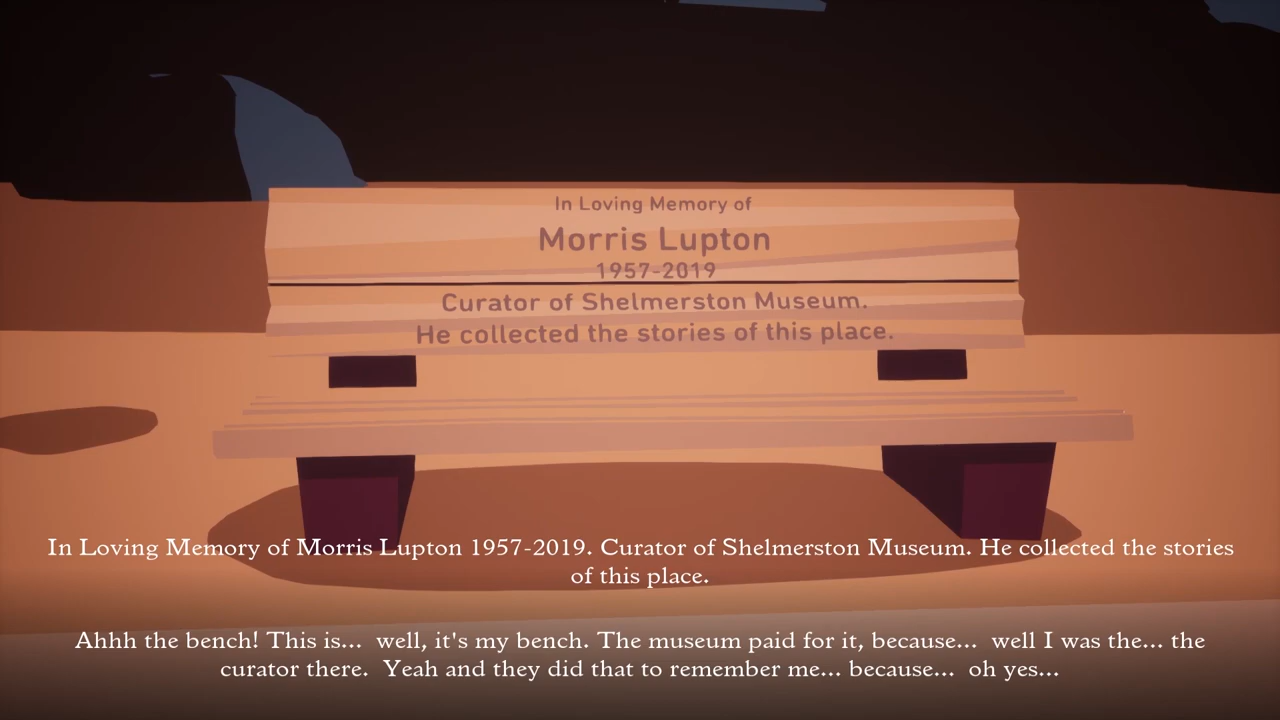 In Loving Memory of
Morris Lupton
1957-2019
Curator of Shelmerston Museum.
He collected the stories of this place.
In Loving Memory of Morris Lupton 1957-2019. Curator of Shelmerston Museum. He collected the stories
of this place.
Ahhh the bench! This is...  well, it's my bench. The museum paid for it, because...  well I was the... the
curator there.  Yeah and they did that to remember me... because...  oh yes...